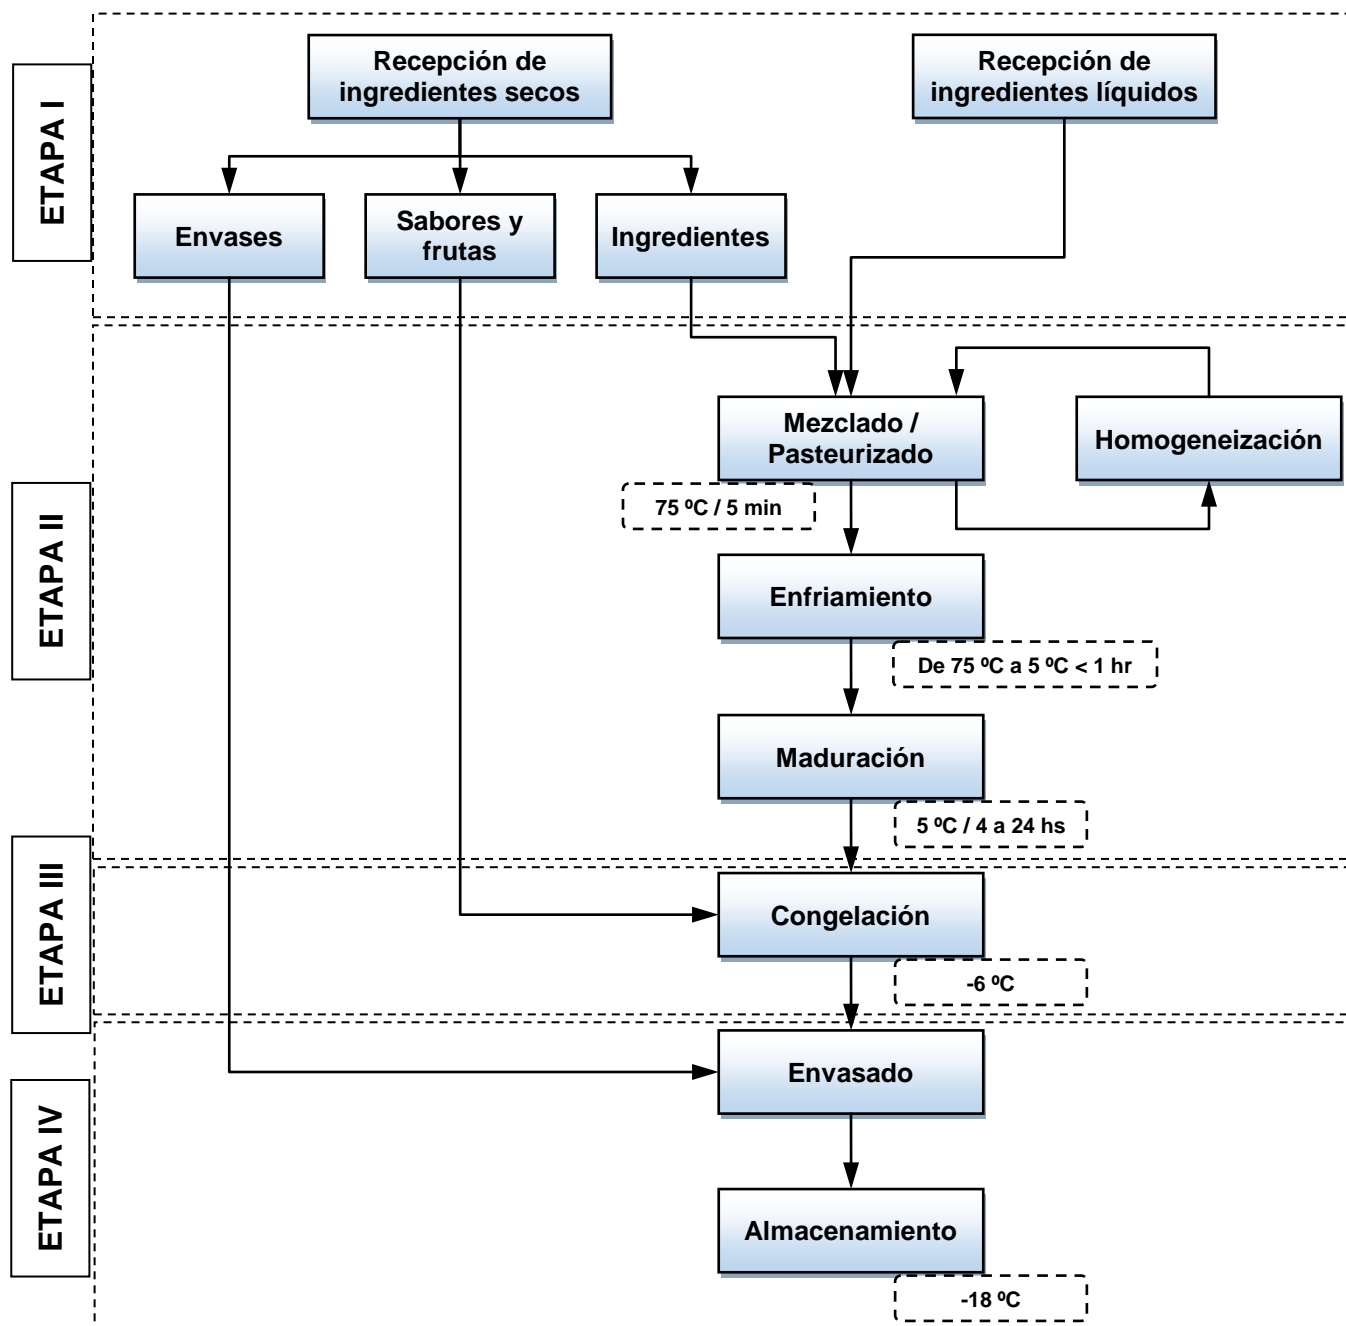 ETAPA I
Recepción de
ingredientes secos
Recepción de
ingredientes líquidos
Envases
Sabores y
frutas
Ingredientes
ETAPA II
Mezclado /
Pasteurizado
Homogeneización
75 ºC / 5 min
Enfriamiento
De 75 ºC a 5 ºC < 1 hr
Maduración
5 ºC / 4 a 24 hs
ETAPA III
Congelación
-6 ºC
ETAPA IV
Envasado
Almacenamiento
-18 ºC